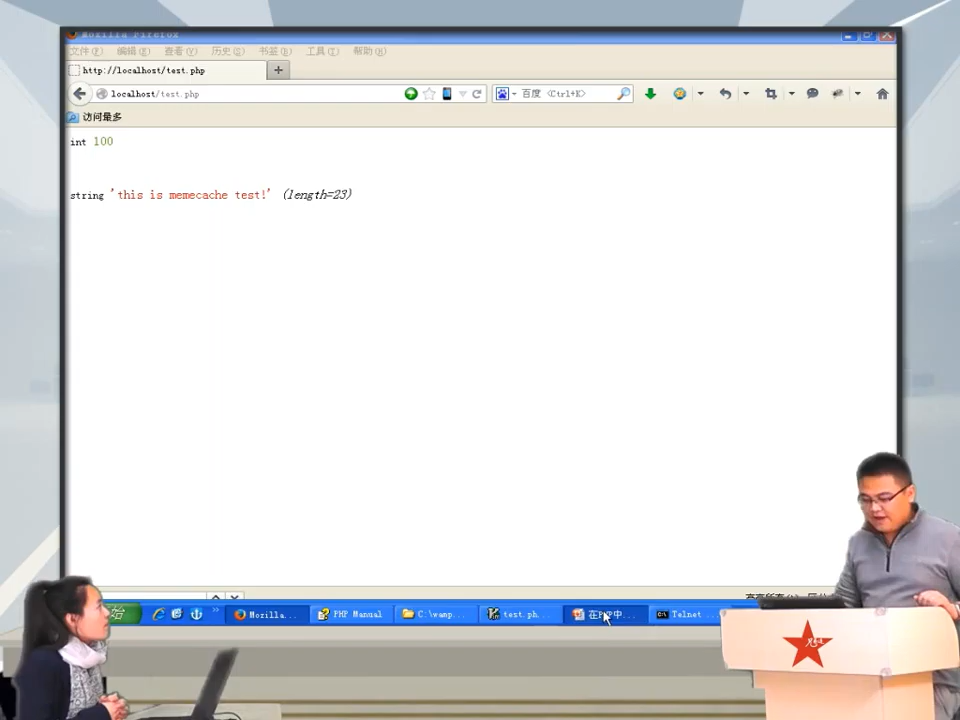 Mozilla Firefox
文件(F) 编辑(E) 查看(V) 历史(S) 书签(B) 工具(T) 帮助(H)
http://localhost/test.php +
localhost/test.php 百度 <Ctrl+K>
访问最多
int 100
string 'this is memecache test!' (length=23)
始 Mozilla... PHP Manual C:\wamp... test.ph... 在PHP中... Telnet ...